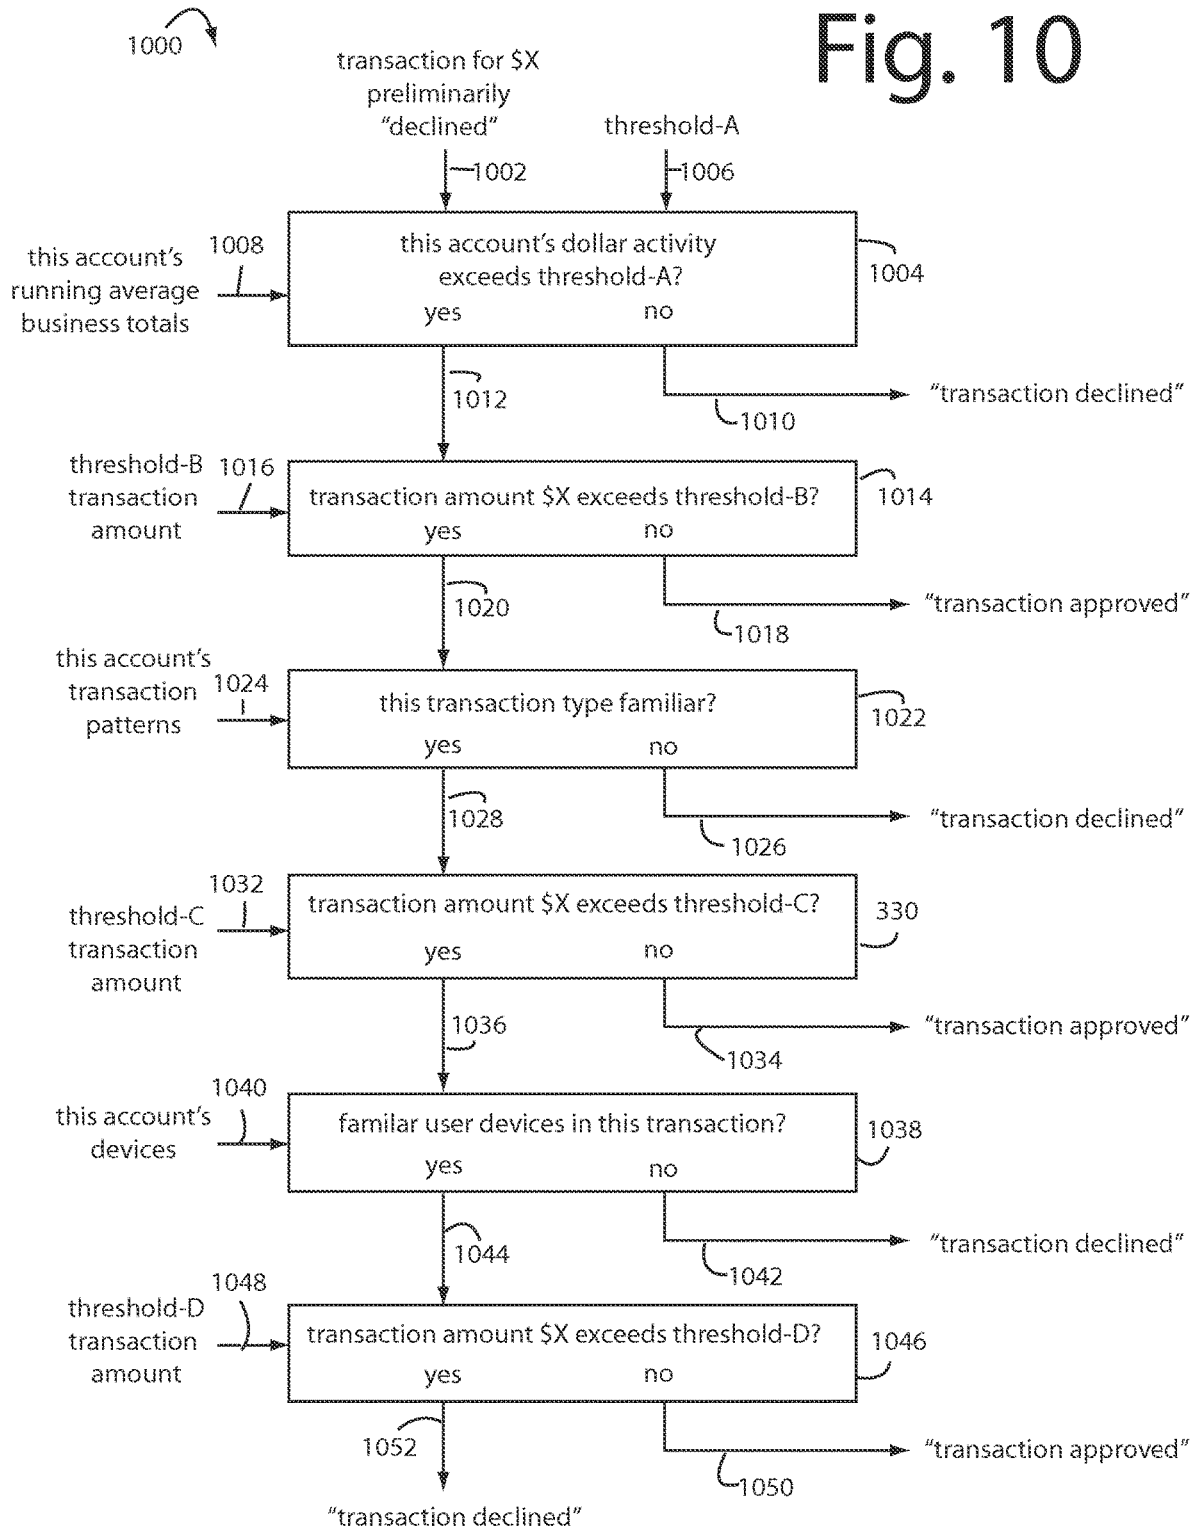 1000
Fig. 10
transaction for $X
preliminarily
“declined”
threshold-A
1002
1006
this account’s
running average
business totals
1008
this account’s dollar activity
exceeds threshold-A?
yes no
1004
1012
1010
“transaction declined”
threshold-B
transaction
amount
1016
transaction amount $X exceeds threshold-B?
yes no
1014
1020
1018
“transaction approved”
this account’s
transaction
patterns
1024
this transaction type familiar?
yes no
1022
1028
1026
“transaction declined”
1032
threshold-C
transaction
amount
transaction amount $X exceeds threshold-C?
yes no
330
1036
1034
“transaction approved”
1040
this account’s
devices
familar user devices in this transaction?
yes no
1038
1044
1042
“transaction declined”
1048
threshold-D
transaction
amount
transaction amount $X exceeds threshold-D?
yes no
1046
1052
1050
“transaction approved”
“transaction declined”